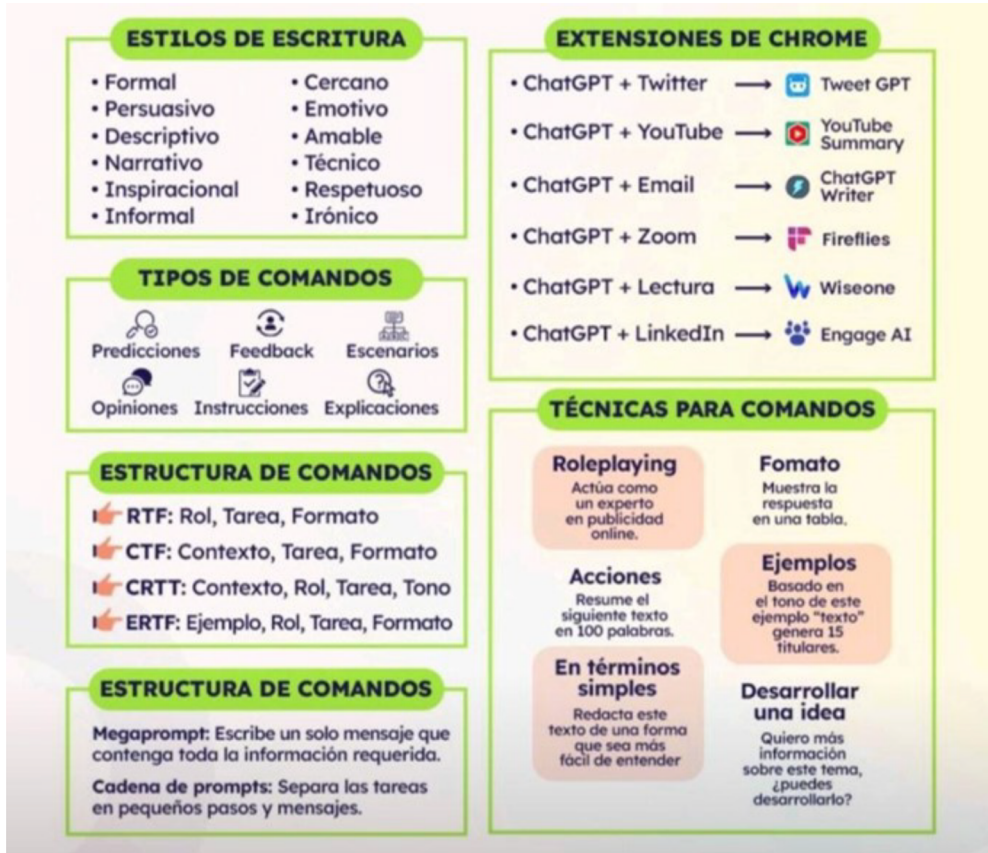 ESTILOS DE ESCRITURA
• Formal
• Persuasivo
• Descriptivo
• Narrativo
• Inspiracional
• Informal
• Cercano
• Emotivo
• Amable
• Técnico
• Respetuoso
• Irónico
TIPOS DE COMANDOS
Predicciones
Feedback
Escenarios
Opiniones
Instrucciones
Explicaciones
ESTRUCTURA DE COMANDOS
RTF: Rol, Tarea, Formato
CTF: Contexto, Tarea, Formato
CRTT: Contexto, Rol, Tarea, Tono
ERTF: Ejemplo, Rol, Tarea, Formato
ESTRUCTURA DE COMANDOS
Megaprompt: Escribe un solo mensaje que
contenga toda la información requerida.
Cadena de prompts: Separa las tareas
en pequeños pasos y mensajes.
EXTENSIONES DE CHROME
• ChatGPT + Twitter → Tweet GPT
• ChatGPT + YouTube → YouTube
Summary
• ChatGPT + Email → ChatGPT
Writer
• ChatGPT + Zoom → Fireflies
• ChatGPT + Lectura → Wiseone
• ChatGPT + LinkedIn → Engage AI
TÉCNICAS PARA COMANDOS
Roleplaying
Actúa como
un experto
en publicidad
online.
Fomato
Muestra la
respuesta
en una tabla.
Acciones
Resume el
siguiente texto
en 100 palabras.
Ejemplos
Basado en
el tono de este
ejemplo "texto"
genera 15
titulares.
En términos
simples
Redacta este
texto de una forma
que sea más
fácil de entender
Desarrollar
una idea
Quiero más
información
sobre este tema,
¿puedes
desarrollarlo?